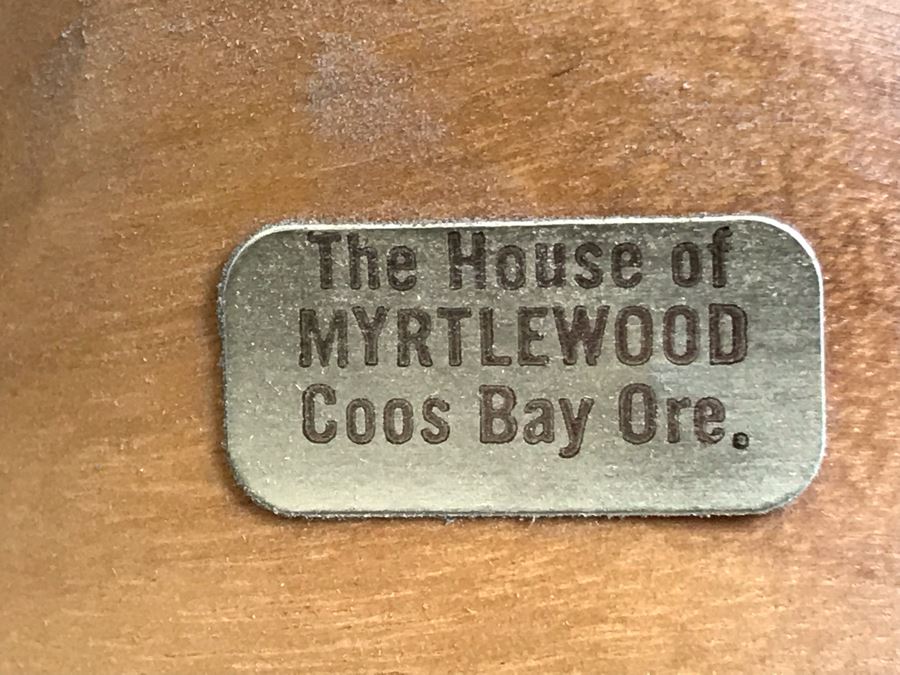 The House of
MYRTLEWOOD
Coos Bay Ore.